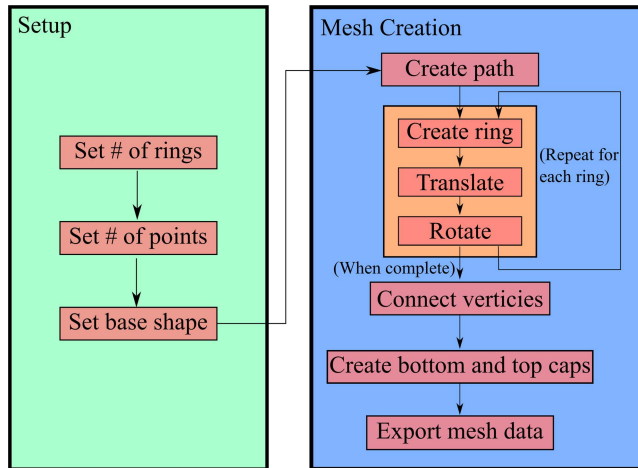 Setup
Set # of rings
Set # of points
Set base shape
Mesh Creation
Create path
Create ring
Translate
Rotate
(Repeat for
each ring)
(When complete)
Connect verticies
Create bottom and top caps
Export mesh data